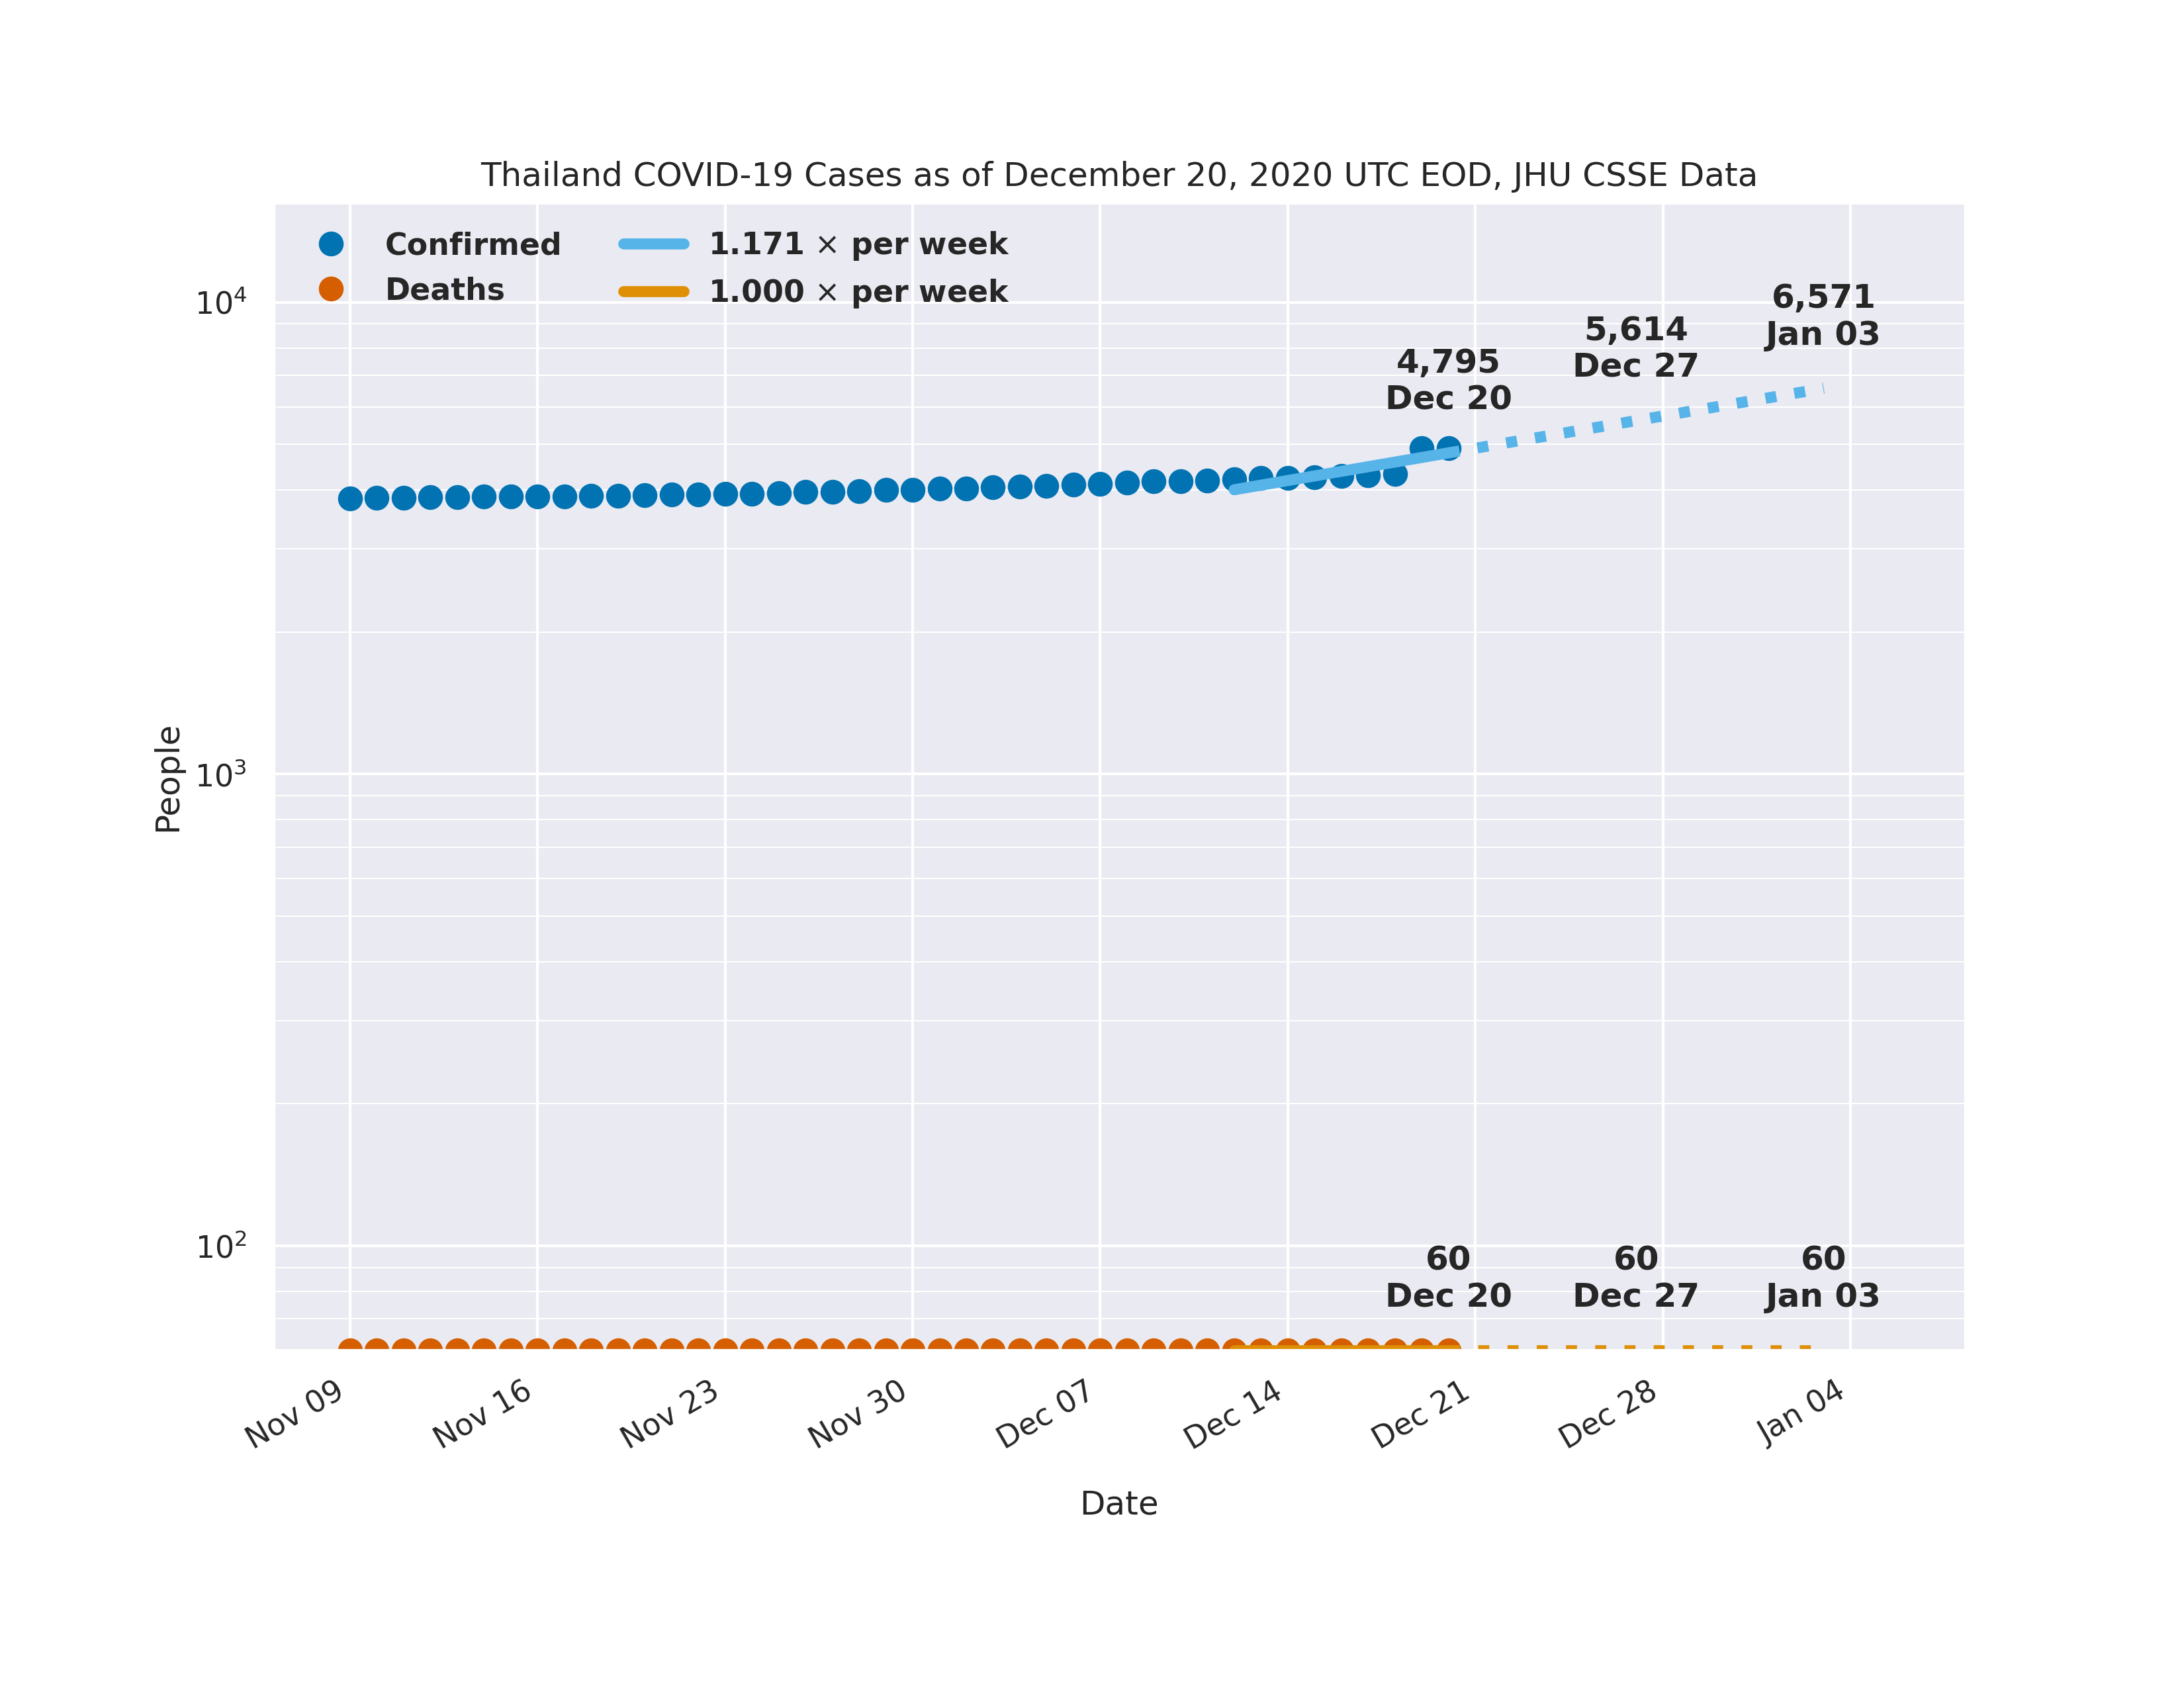 Thailand COVID-19 Cases as of December 20, 2020 UTC EOD, JHU CSSE Data
Confirmed
Deaths
1.171 × per week
1.000 × per week
6,571
Jan 03
5,614
Dec 27
4,795
Dec 20
10⁴
10³
10²
People
60
Dec 20
60
Dec 27
60
Jan 03
Nov 09
Nov 16
Nov 23
Nov 30
Dec 07
Dec 14
Dec 21
Dec 28
Jan 04
Date